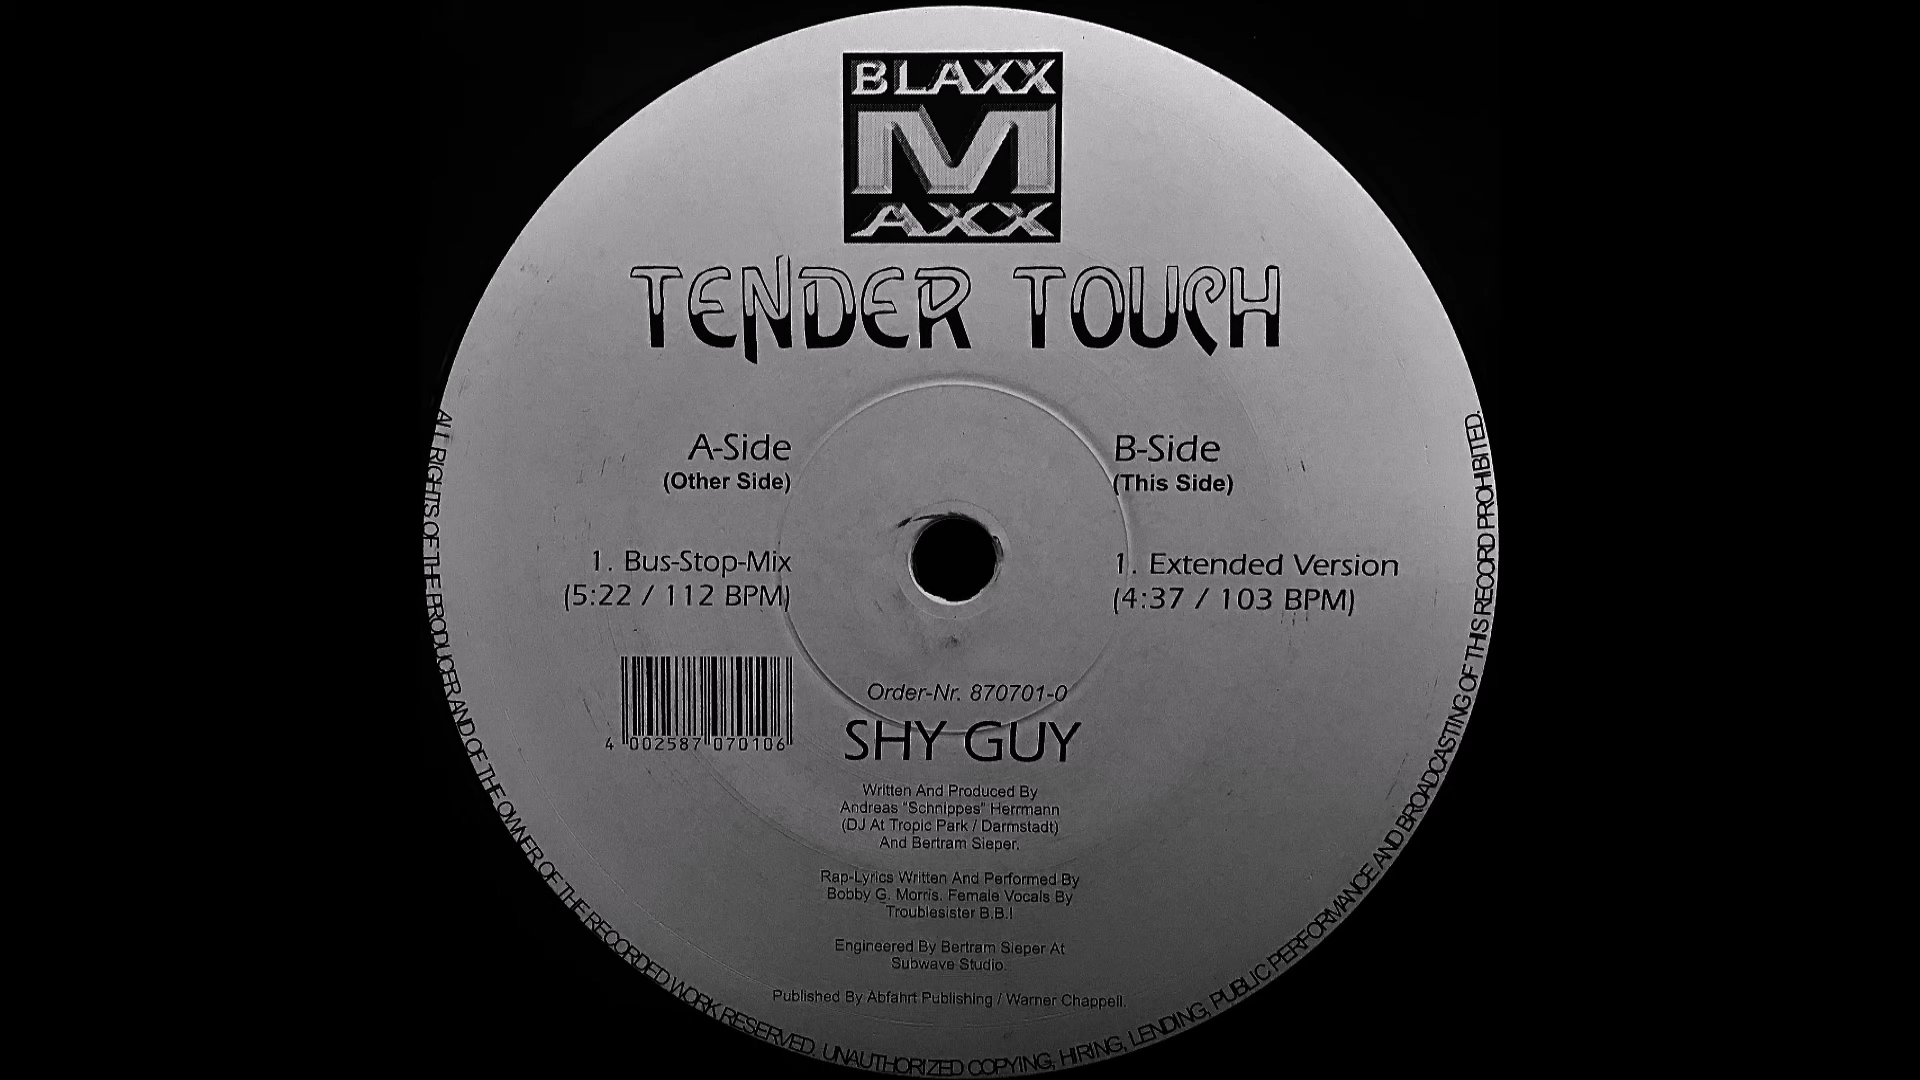 BLAXX
M
AXX
TENDER TOUCH
A-Side
(Other Side)
1. Bus-Stop-Mix
(5:22 / 112 BPM)
B-Side
(This Side)
1. Extended Version
(4:37 / 103 BPM)
4 002587 070106
Order-Nr. 870701-0
SHY GUY
Written And Produced By
Andreas "Schnippes" Herrmann
(DJ At Tropic Park / Darmstadt)
And Bertram Sieper.
Rap-Lyrics Written And Performed By
Bobby G. Morris. Female Vocals By
Troublesister B.B.!
Engineered By Bertram Sieper At
Subwave Studio.
Published By Abfahrt Publishing / Warner Chappell.
ALL RIGHTS OF THE PRODUCER AND OF THE OWNER OF THE RECORDED WORK RESERVED. UNAUTHORIZED COPYING, HIRING, LENDING, PUBLIC PERFORMANCE AND BROADCASTING OF THIS RECORD PROHIBITED.